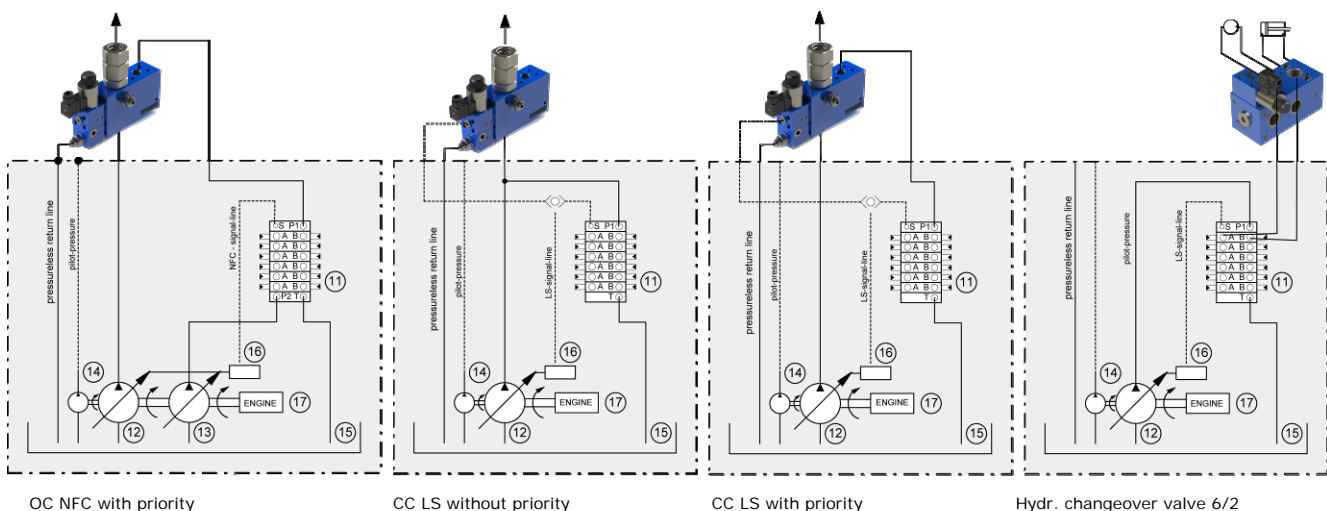 pressureless return line
pilot-pressure
NFC - signal-line
S P1
A B
A B
A B
A B
A B
P2 T
11
14
16
ENGINE
17
12
13
15
OC NFC with priority
pressureless return line
pilot-pressure
LS-signal-line
S P1
A B
A B
A B
A B
A B
T
11
14
16
ENGINE
17
12
15
CC LS without priority
pressureless return line
pilot-pressure
LS-signal-line
S P1
A B
A B
A B
A B
A B
T
11
14
16
ENGINE
17
12
15
CC LS with priority
pressureless return line
pilot-pressure
LS-signal-line
S P1
A B
A B
A B
A B
A B
T
11
14
16
ENGINE
17
12
15
Hydr. changeover valve 6/2